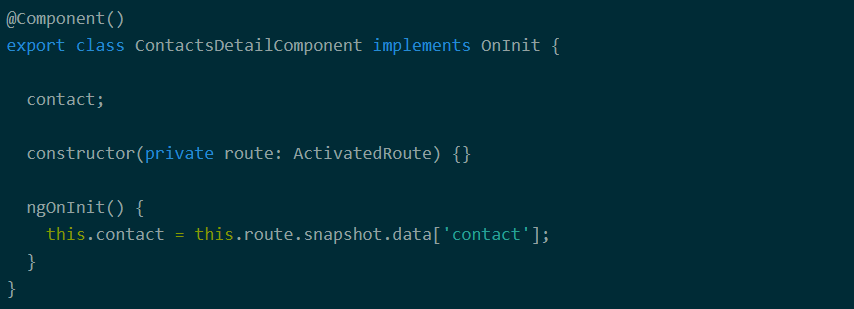 @Component()
export class ContactsDetailComponent implements OnInit {
contact;
constructor(private route: ActivatedRoute) {}
ngOnInit() {
this.contact = this.route.snapshot.data['contact'];
}
}